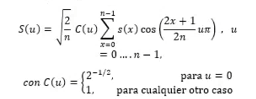 S(u) = √(2/n) C(u) ∑_{x=0}^{n-1} s(x) cos((2x + 1)/(2n) uπ) , u
= 0 .... n - 1,
con C(u) = { 2^{-1/2}, para u = 0
1, para cualquier otro caso